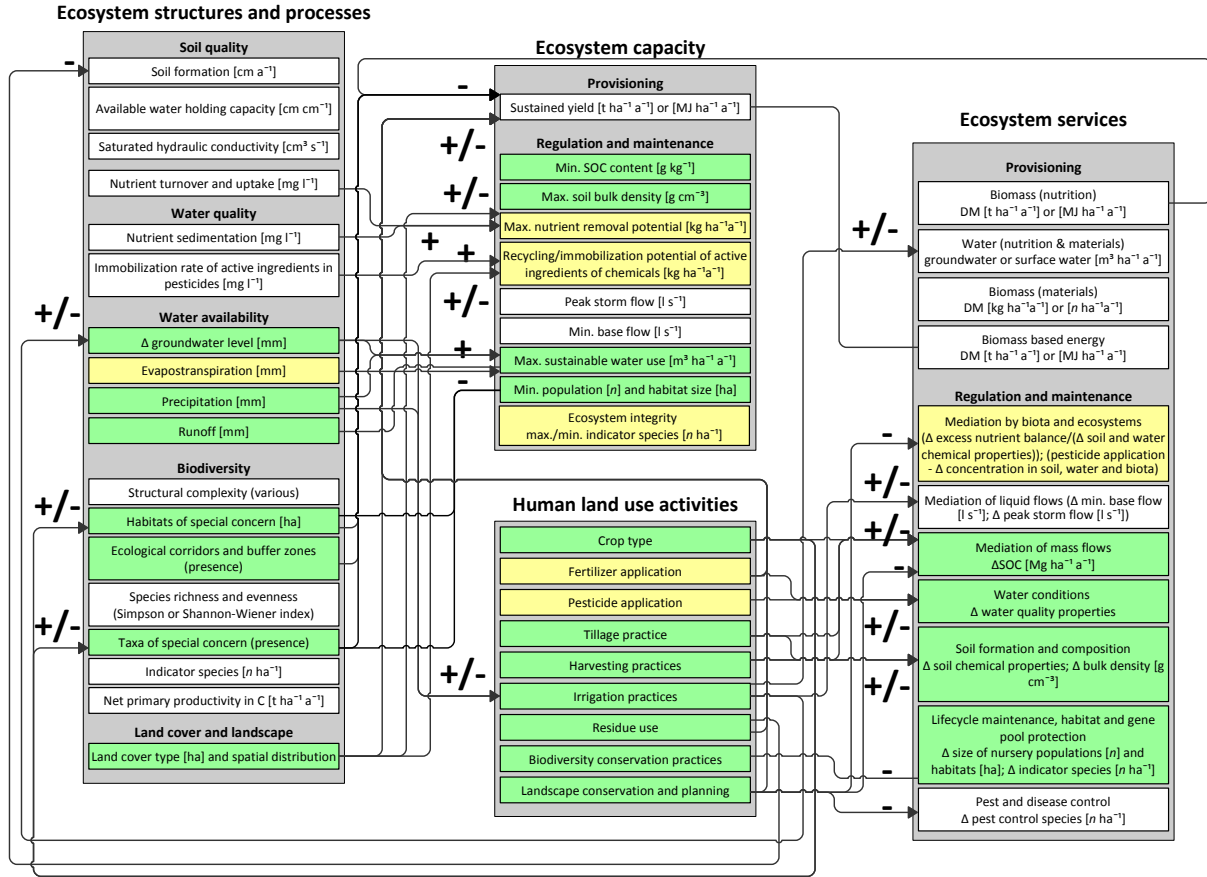 Ecosystem structures and processes
Soil quality
Soil formation [cm a⁻¹]
Available water holding capacity [cm cm⁻¹]
Saturated hydraulic conductivity [cm³ s⁻¹]
Nutrient turnover and uptake [mg l⁻¹]
Water quality
Nutrient sedimentation [mg l⁻¹]
Immobilization rate of active ingredients in
pesticides [mg l⁻¹]
Water availability
Δ groundwater level [mm]
Evapostranspiration [mm]
Precipitation [mm]
Runoff [mm]
Biodiversity
Structural complexity (various)
Habitats of special concern [ha]
Ecological corridors and buffer zones
(presence)
Species richness and evenness
(Simpson or Shannon-Wiener index)
Taxa of special concern (presence)
Indicator species [n ha⁻¹]
Net primary productivity in C [t ha⁻¹ a⁻¹]
Land cover and landscape
Land cover type [ha] and spatial distribution
-
+/-
+/-
+/-
Ecosystem capacity
Provisioning
Sustained yield [t ha⁻¹ a⁻¹] or [MJ ha⁻¹ a⁻¹]
Regulation and maintenance
Min. SOC content [g kg⁻¹]
Max. soil bulk density [g cm⁻³]
Max. nutrient removal potential [kg ha⁻¹a⁻¹]
Recycling/immobilization potential of active
ingredients of chemicals [kg ha⁻¹a⁻¹]
Peak storm flow [l s⁻¹]
Min. base flow [l s⁻¹]
Max. sustainable water use [m³ ha⁻¹ a⁻¹]
Min. population [n] and habitat size [ha]
Ecosystem integrity
max./min. indicator species [n ha⁻¹]
-
+/-
+/-
+
+
+/-
+
-
Human land use activities
Crop type
Fertilizer application
Pesticide application
Tillage practice
Harvesting practices
Irrigation practices
Residue use
Biodiversity conservation practices
Landscape conservation and planning
+/-
Ecosystem services
Provisioning
Biomass (nutrition)
DM [t ha⁻¹ a⁻¹] or [MJ ha⁻¹ a⁻¹]
Water (nutrition & materials)
groundwater or surface water [m³ ha⁻¹ a⁻¹]
Biomass (materials)
DM [kg ha⁻¹a⁻¹] or [n ha⁻¹a⁻¹]
Biomass based energy
DM [t ha⁻¹ a⁻¹] or [MJ ha⁻¹ a⁻¹]
Regulation and maintenance
Mediation by biota and ecosystems
(Δ excess nutrient balance/(Δ soil and water
chemical properties)); (pesticide application
- Δ concentration in soil, water and biota)
Mediation of liquid flows (Δ min. base flow
[l s⁻¹]; Δ peak storm flow [l s⁻¹])
Mediation of mass flows
ΔSOC [Mg ha⁻¹ a⁻¹]
Water conditions
Δ water quality properties
Soil formation and composition
Δ soil chemical properties; Δ bulk density [g
cm⁻³]
Lifecycle maintenance, habitat and gene
pool protection
Δ size of nursery populations [n] and
habitats [ha]; Δ indicator species [n ha⁻¹]
Pest and disease control
Δ pest control species [n ha⁻¹]
+/-
-
+/-
+/-
-
+/-
+/-
-
-